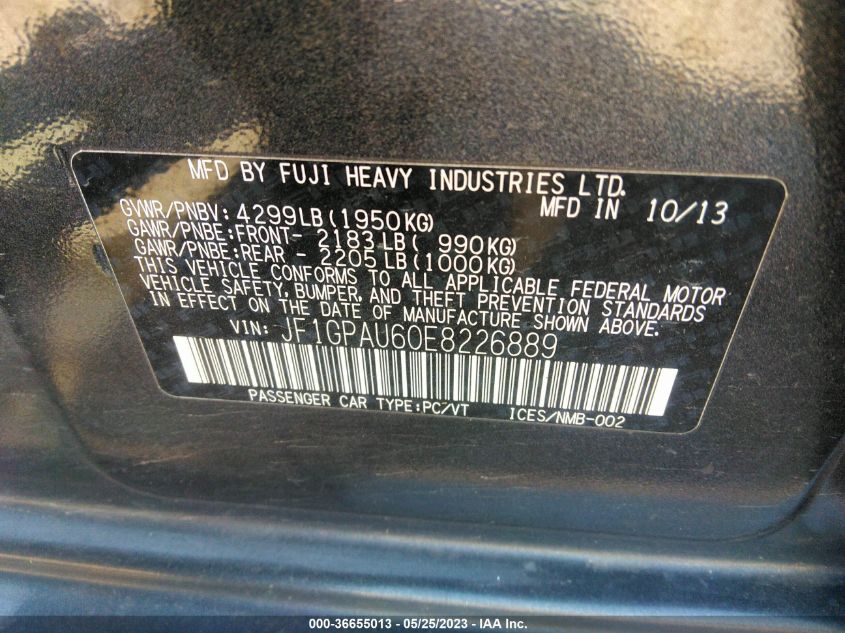 MFD BY FUJI HEAVY INDUSTRIES LTD.
GVWR/PNBV: 4299LB(1950KG) MFD IN 10/13
GAWR/PNBE:FRONT- 2183LB( 990KG)
GAWR/PNBE:REAR - 2205LB(1000KG)
THIS VEHICLE CONFORMS TO ALL APPLICABLE FEDERAL MOTOR
VEHICLE SAFETY, BUMPER, AND THEFT PREVENTION STANDARDS
IN EFFECT ON THE DATE OF MANUFACTURE SHOWN ABOVE.
VIN: JF1GPAU60E8226889
PASSENGER CAR TYPE:PC/VT ICES/NMB-002
000-36655013 - 05/25/2023 - IAA Inc.